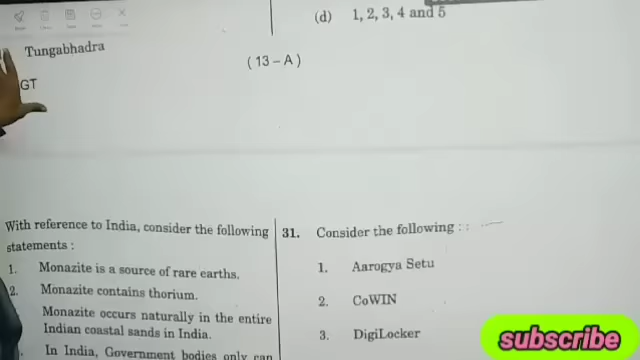 (d) 1, 2, 3, 4 and 5
Tungabhadra
( 13 – A )
GT
With reference to India, consider the following
statements :
1. Monazite is a source of rare earths.
2. Monazite contains thorium.
Monazite occurs naturally in the entire
Indian coastal sands in India.
In India, Government bodies only can
31. Consider the following :
1. Aarogya Setu
2. CoWIN
3. DigiLocker
subscribe